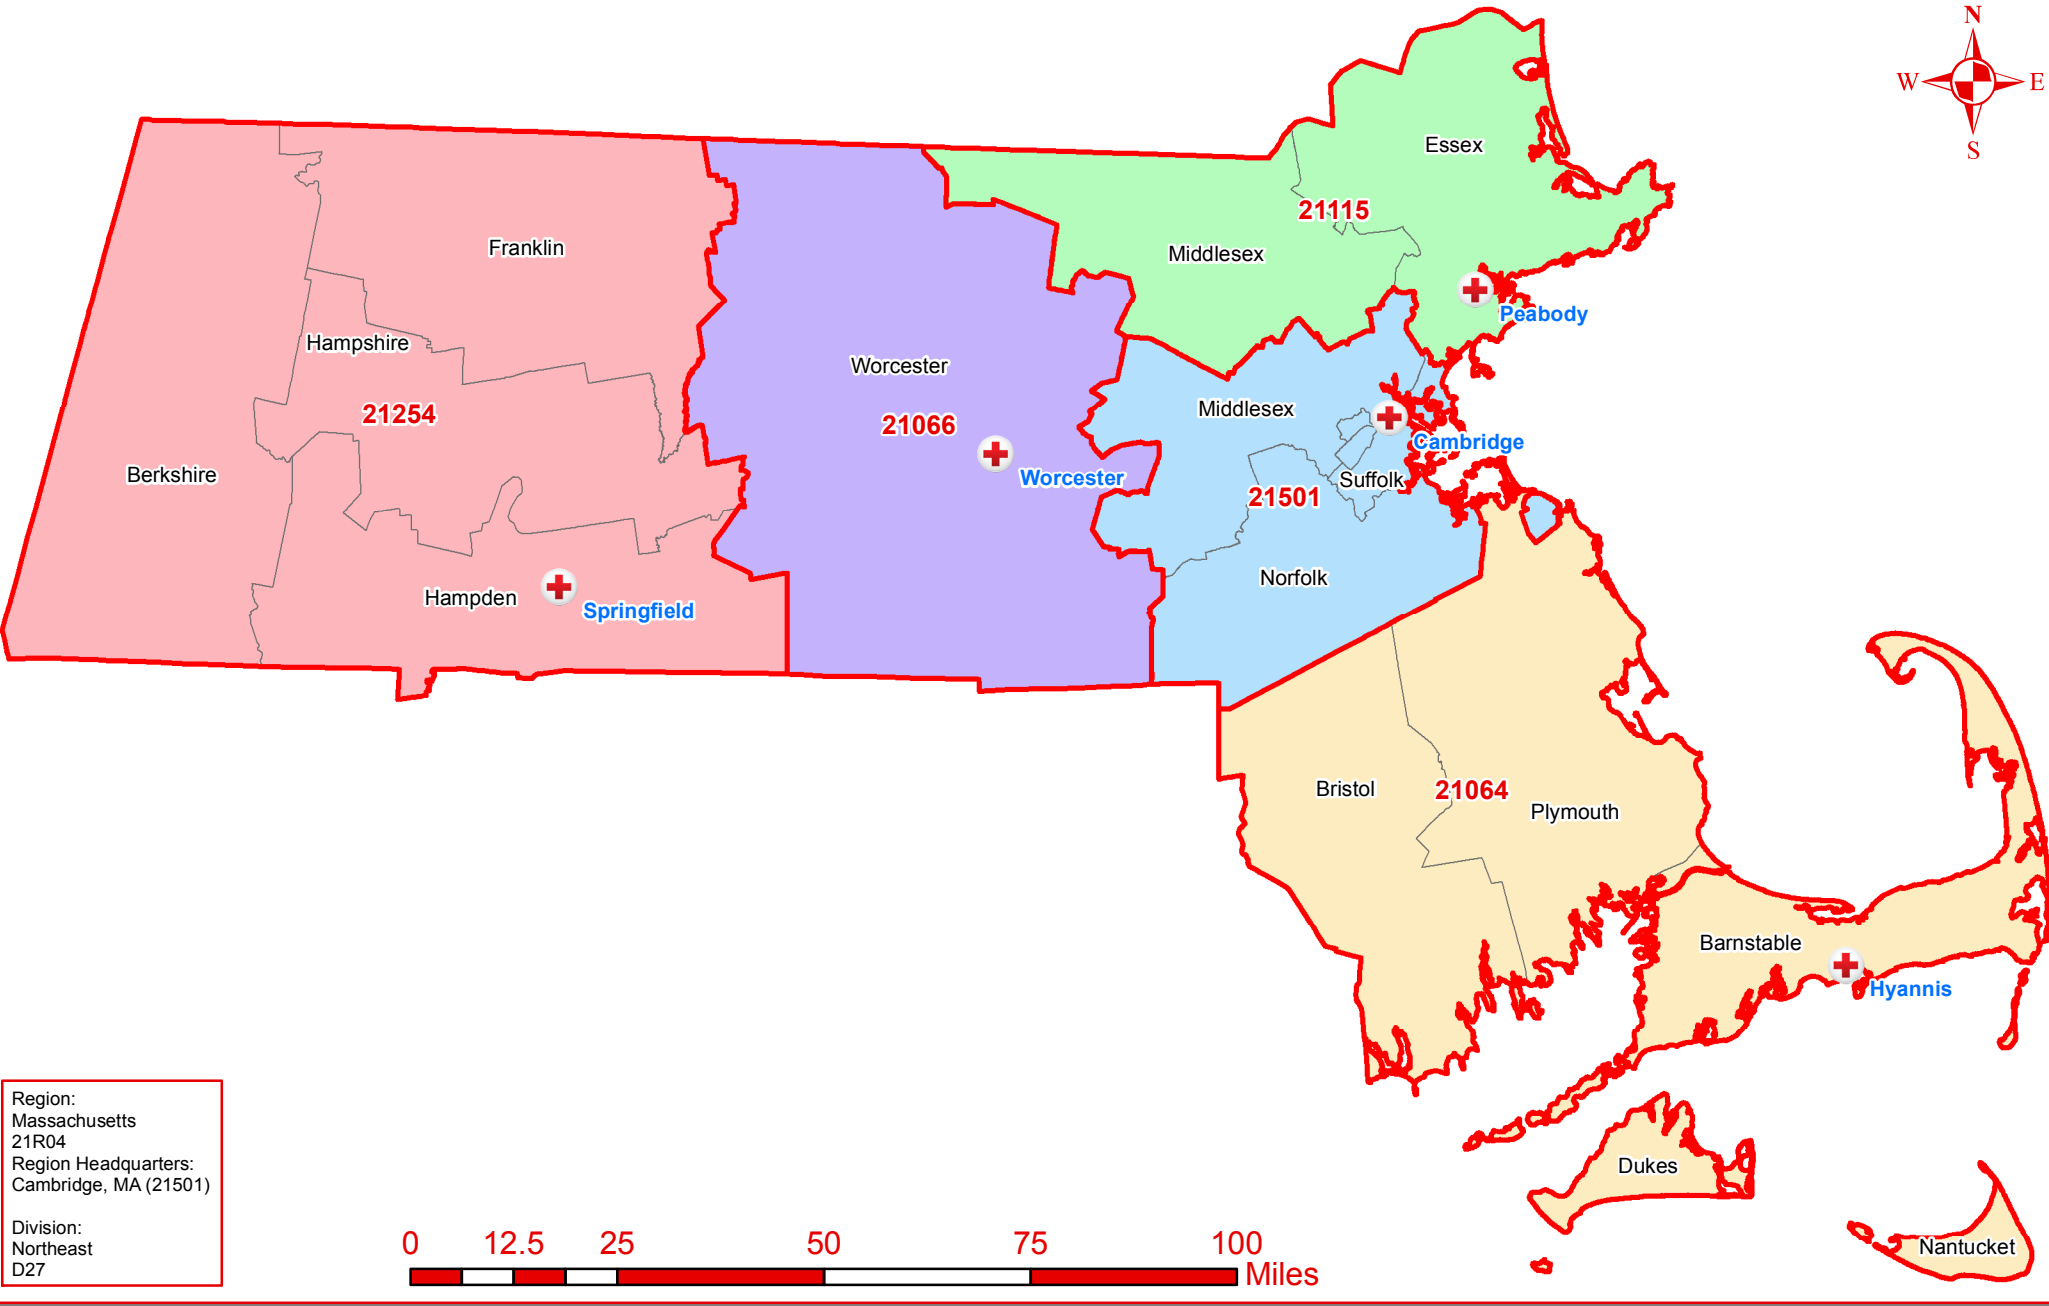 N
W
E
S
Essex
21115
Franklin
Middlesex
Peabody
Hampshire
Worcester
21254
21066
Middlesex
Cambridge
Berkshire
Worcester
Suffolk
21501
Norfolk
Hampden
Springfield
Bristol
21064
Plymouth
Barnstable
Hyannis
Dukes
Nantucket
Region:
Massachusetts
21R04
Region Headquarters:
Cambridge, MA (21501)
Division:
Northeast
D27
0 12.5 25 50 75 100
Miles